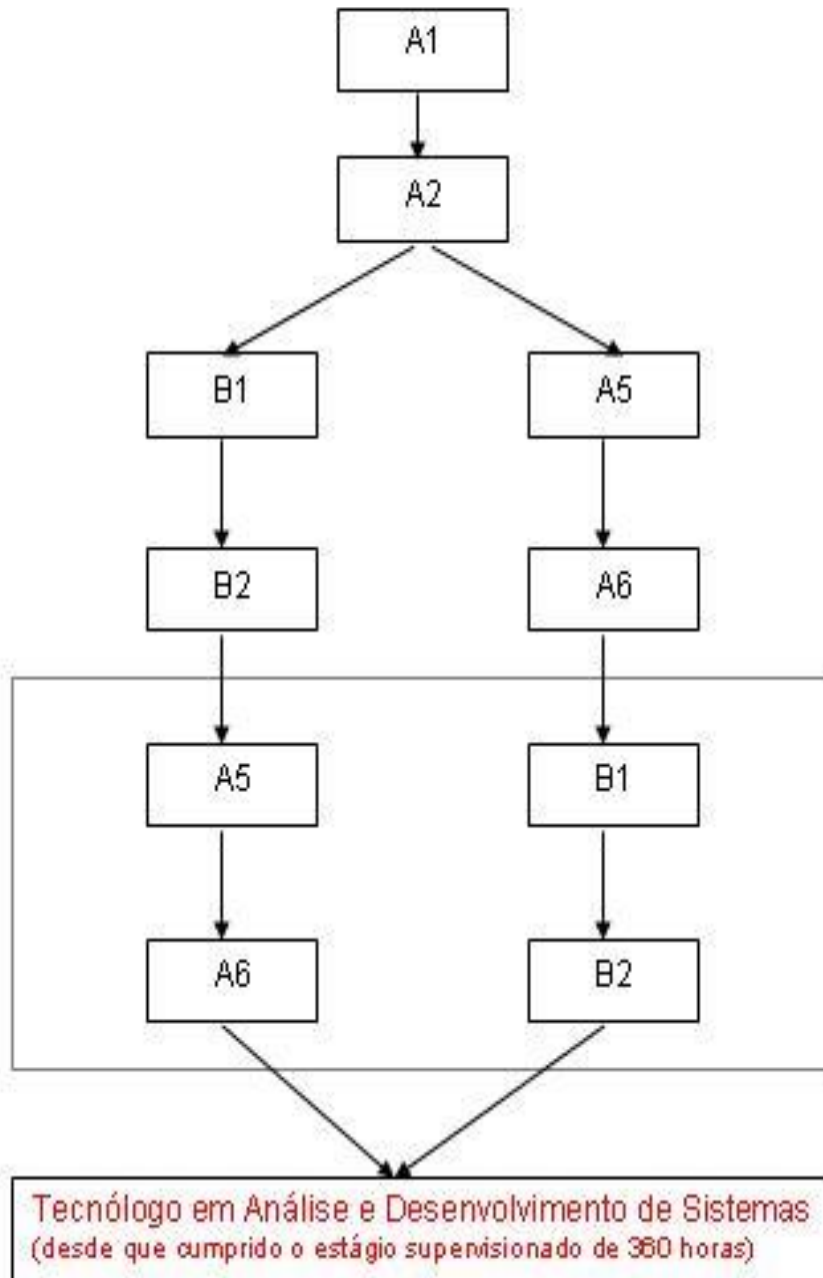 A1
A2
B1 A5
B2 A6
A5 B1
A6 B2
Tecnólogo em Análise e Desenvolvimento de Sistemas
(desde que cumprido o estágio supervisionado de 360 horas)